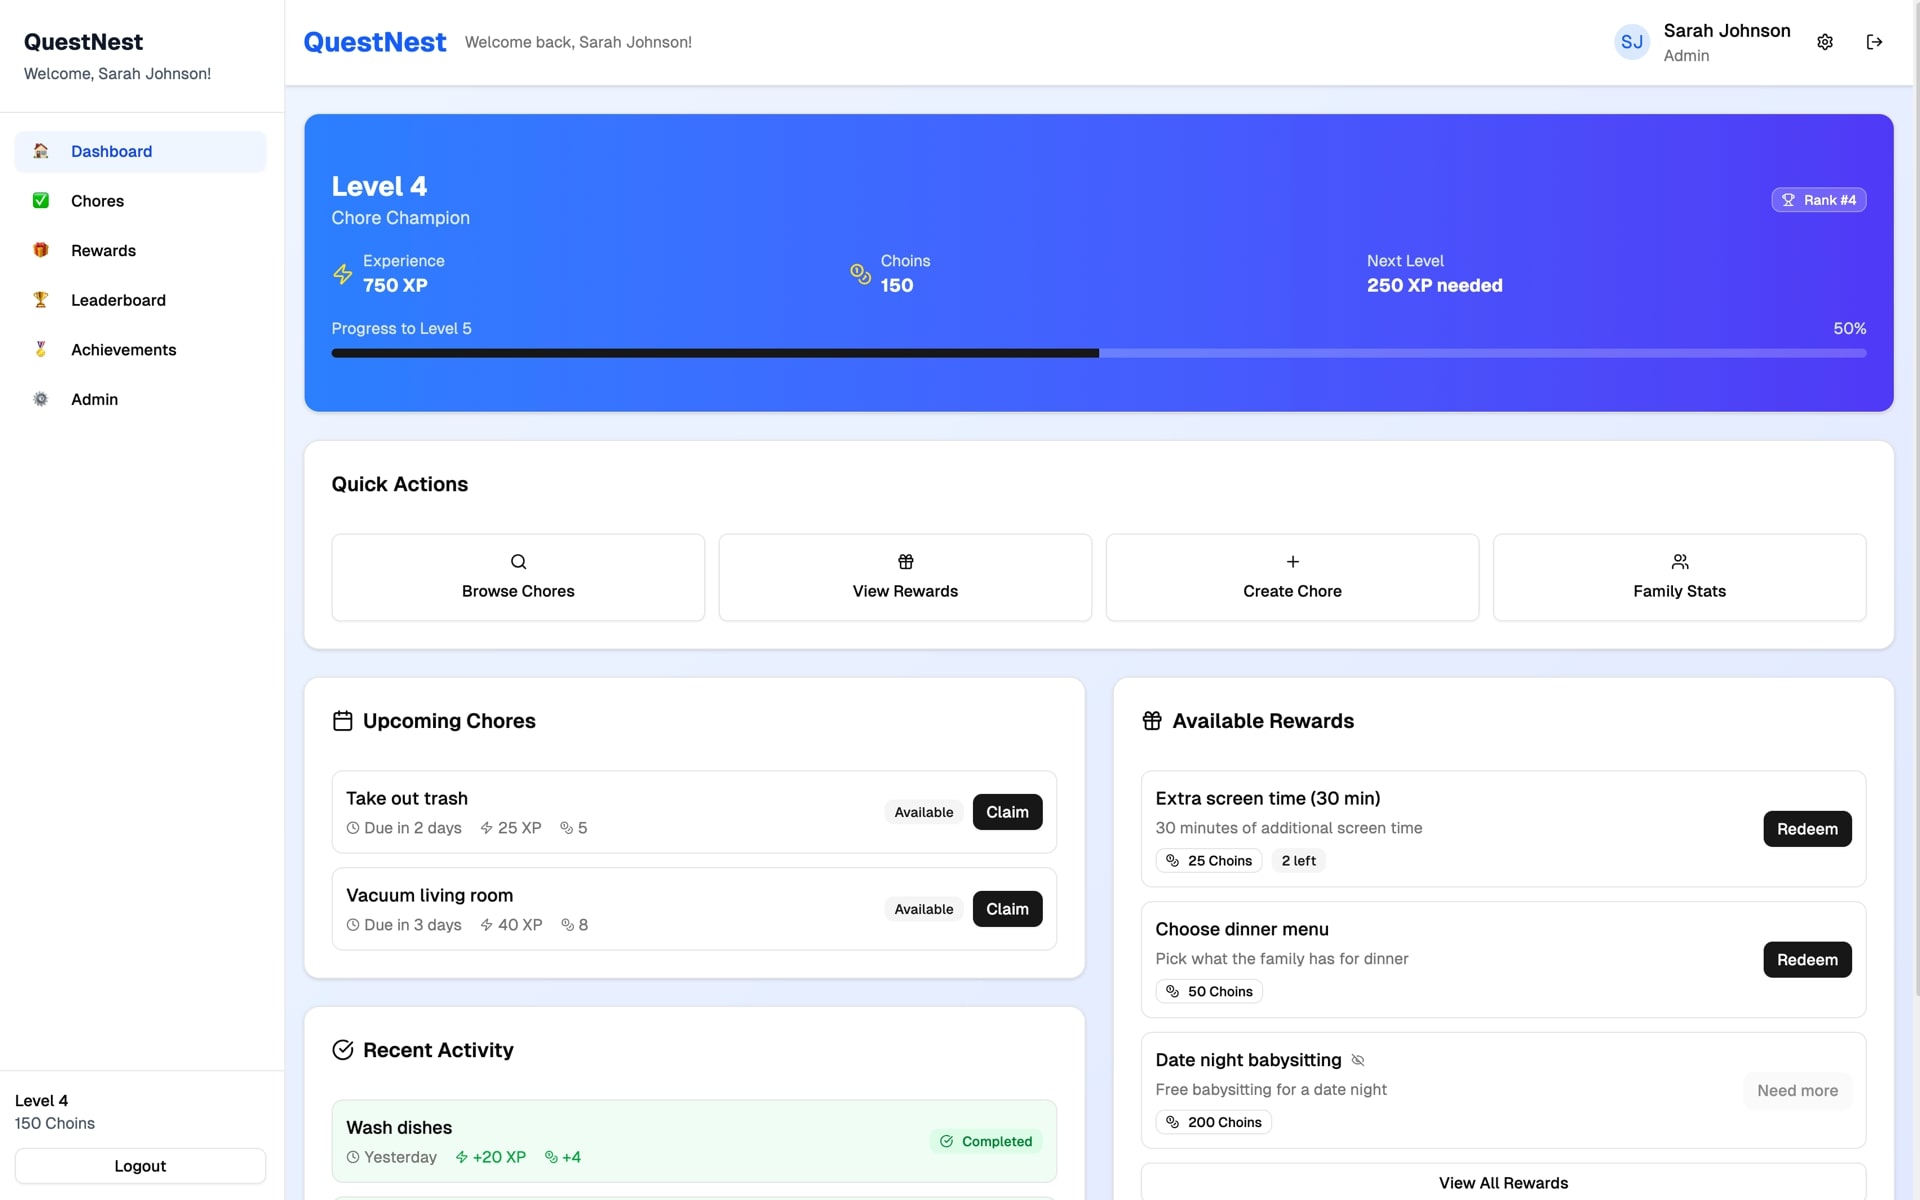 QuestNest
Welcome, Sarah Johnson!
Dashboard
Chores
Rewards
Leaderboard
Achievements
Admin
Level 4
150 Choins
Logout
QuestNest
Welcome back, Sarah Johnson!
SJ
Sarah Johnson
Admin
Level 4
Chore Champion
Rank #4
Experience
750 XP
Choins
150
Next Level
250 XP needed
Progress to Level 5
50%
Quick Actions
Browse Chores
View Rewards
Create Chore
Family Stats
Upcoming Chores
Take out trash
Due in 2 days 25 XP 5
Available
Claim
Vacuum living room
Due in 3 days 40 XP 8
Available
Claim
Recent Activity
Wash dishes
Yesterday +20 XP +4
Completed
Available Rewards
Extra screen time (30 min)
30 minutes of additional screen time
25 Choins
2 left
Redeem
Choose dinner menu
Pick what the family has for dinner
50 Choins
Redeem
Date night babysitting
Free babysitting for a date night
200 Choins
Need more
View All Rewards